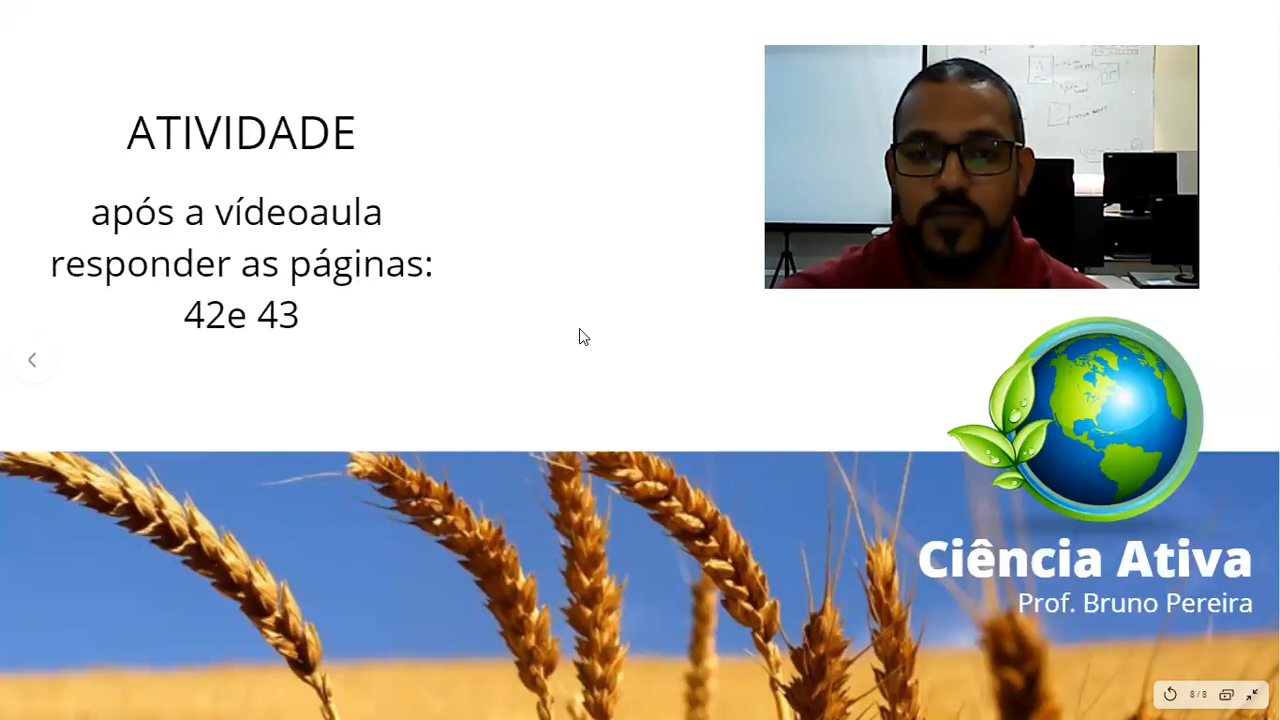 ATIVIDADE
após a vídeoaula
responder as páginas:
42e 43
Ciência Ativa
Prof. Bruno Pereira
8/8